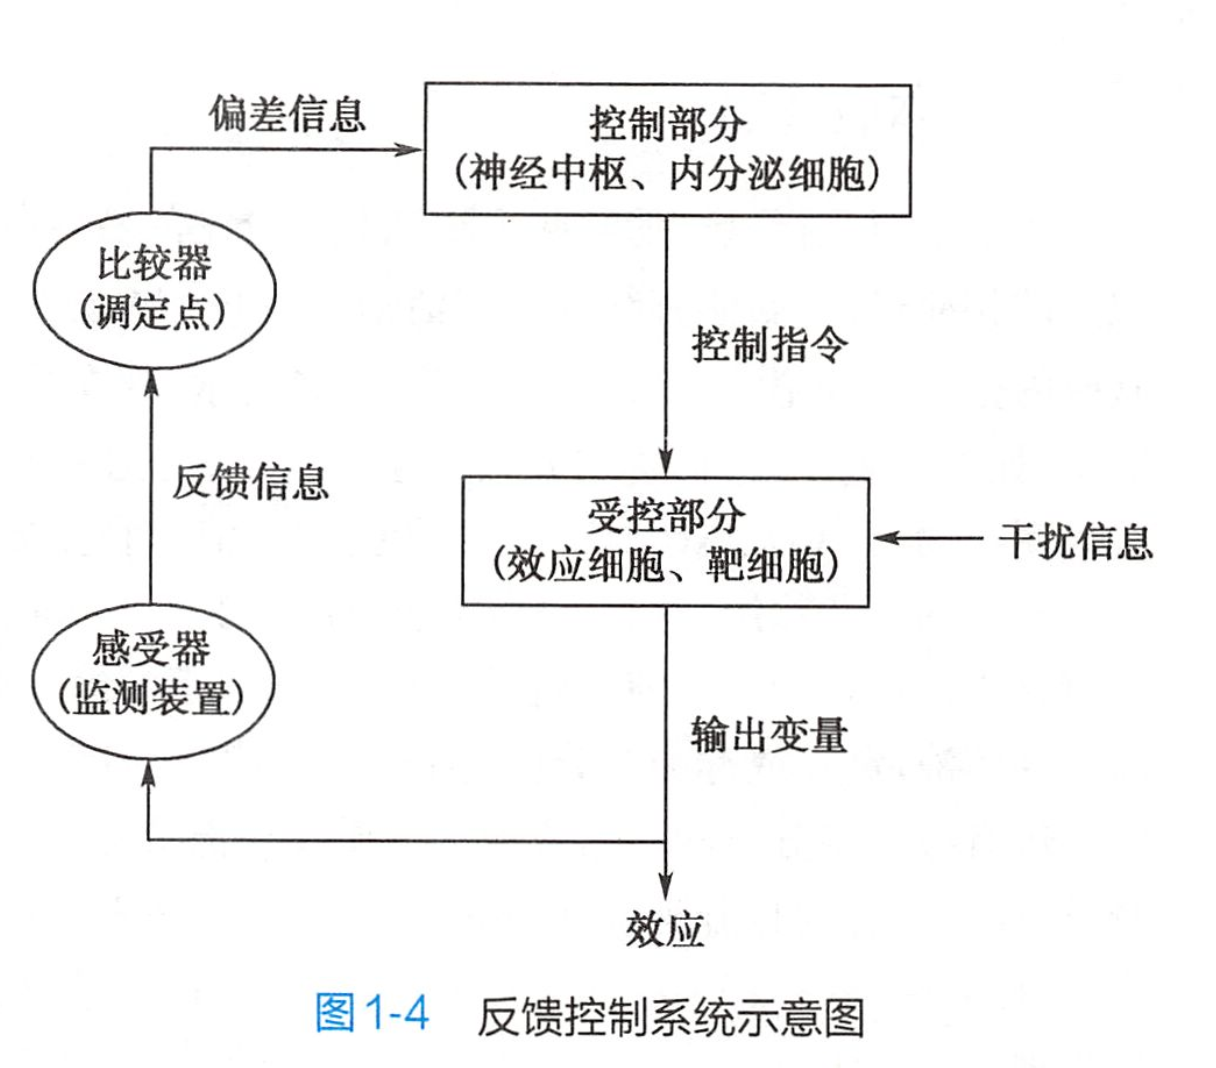 偏差信息
控制部分
(神经中枢、内分泌细胞)
比较器
(调定点)
控制指令
反馈信息
受控部分
(效应细胞、靶细胞)
干扰信息
感受器
(监测装置)
输出变量
效应
图1-4 反馈控制系统示意图